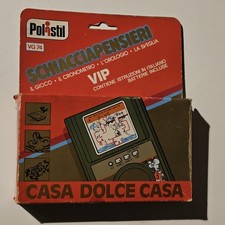 Polistil
VG 74
SCHIACCIAPENSIERI
IL GIOCO • IL CRONOMETRO • L'OROLOGIO • LA SVEGLIA
VIP
CONTIENE ISTRUZIONI IN ITALIANO
BATTERIE INCLUSE
CASA DOLCE CASA